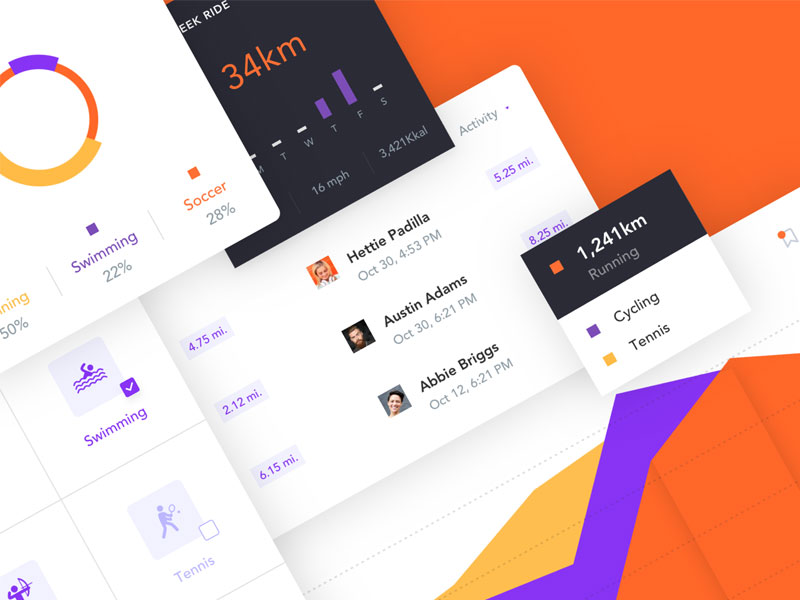 EEK RIDE
34km
M T W T F S
16 mph
3,421Kkal
Soccer
28%
Swimming
22%
ning
50%
Activity
5.25 mi.
8.25 mi.
Hettie Padilla
Oct 30, 4:53 PM
4.75 mi.
Austin Adams
Oct 30, 6:21 PM
2.12 mi.
Abbie Briggs
Oct 12, 6:21 PM
6.15 mi.
1,241km
Running
Cycling
Tennis
Swimming
Tennis